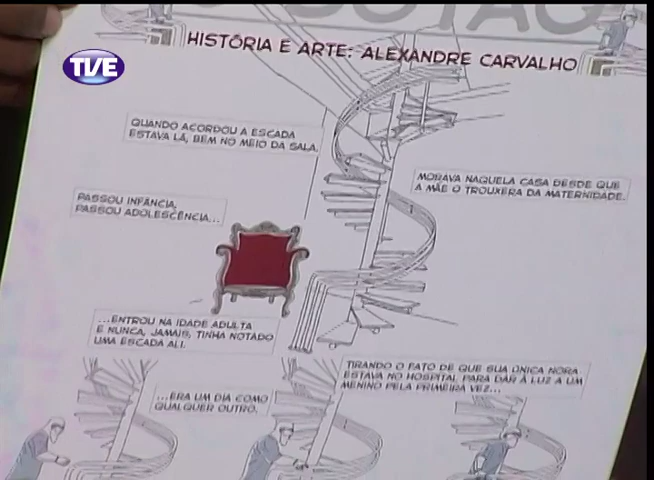 TVE
HISTÓRIA E ARTE: ALEXANDRE CARVALHO
QUANDO ACORDOU A ESCADA
ESTAVA LÁ, BEM NO MEIO DA SALA.
MORAVA NAQUELA CASA DESDE QUE
A MÃE O TROUXERA DA MATERNIDADE.
PASSOU INFÂNCIA,
PASSOU ADOLESCÊNCIA...
...ENTROU NA IDADE ADULTA
E NUNCA, JAMAIS, TINHA NOTADO
UMA ESCADA ALI.
TIRANDO O FATO DE QUE SUA ÚNICA NORA
ESTAVA NO HOSPITAL PARA DAR À LUZ A UM
MENINO PELA PRIMEIRA VEZ...
...ERA UM DIA COMO
QUALQUER OUTRO.